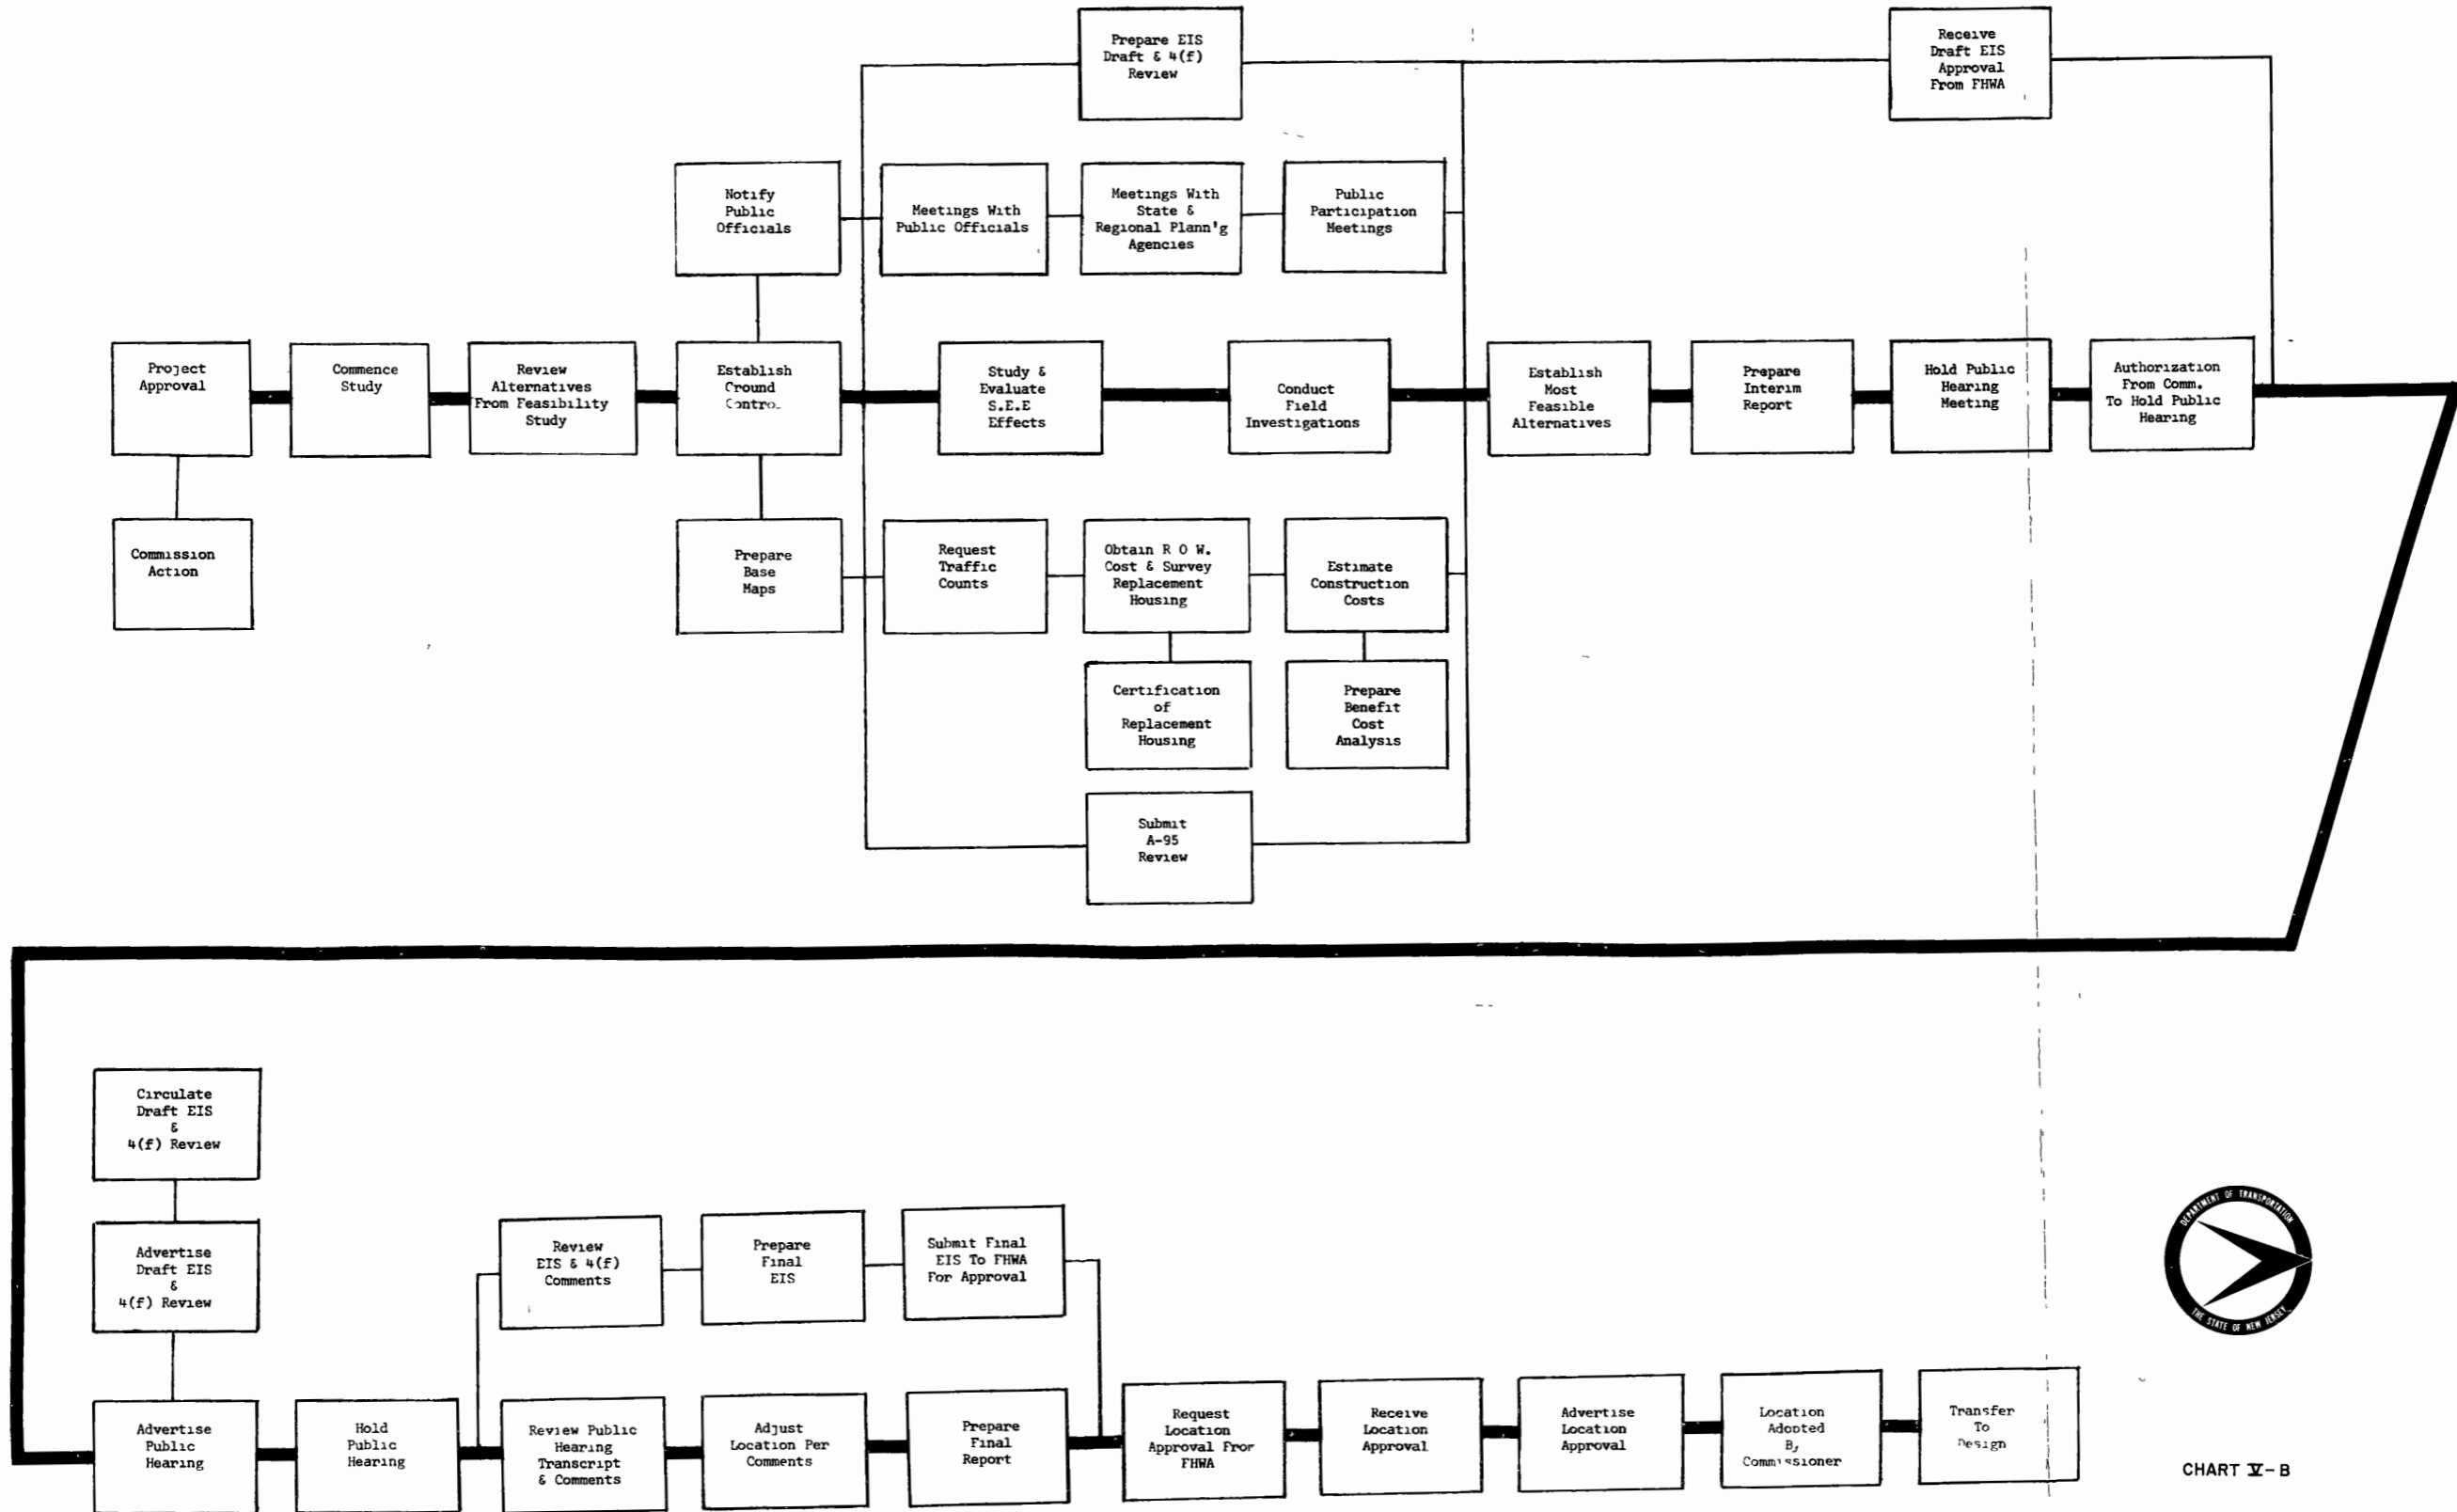 Prepare EIS
Draft & 4(f)
Review
Receive
Draft EIS
Approval
From FHWA
Notify
Public
Officials
Meetings With
Public Officials
Meetings With
State &
Regional Plann'g
Agencies
Public
Participation
Meetings
Project
Approval
Commence
Study
Review
Alternatives
From Feasibility
Study
Establish
Ground
Control
Study &
Evaluate
S.E.E
Effects
Conduct
Field
Investigations
Establish
Most
Feasible
Alternatives
Prepare
Interim
Report
Hold Public
Hearing
Meeting
Authorization
From Comm.
To Hold Public
Hearing
Commission
Action
Prepare
Base
Maps
Request
Traffic
Counts
Obtain R O W.
Cost & Survey
Replacement
Housing
Estimate
Construction
Costs
Certification
of
Replacement
Housing
Prepare
Benefit
Cost
Analysis
Submit
A-95
Review
Circulate
Draft EIS
&
4(f) Review
Advertise
Draft EIS
&
4(f) Review
Review
EIS & 4(f)
Comments
Prepare
Final
EIS
Submit Final
EIS To FHWA
For Approval
Advertise
Public
Hearing
Hold
Public
Hearing
Review Public
Hearing
Transcript
& Comments
Adjust
Location Per
Comments
Prepare
Final
Report
Request
Location
Approval From
FHWA
Receive
Location
Approval
Advertise
Location
Approval
Location
Adopted
By
Commissioner
Transfer
To
Design
DEPARTMENT OF TRANSPORTATION
THE STATE OF NEW JERSEY
CHART V-B